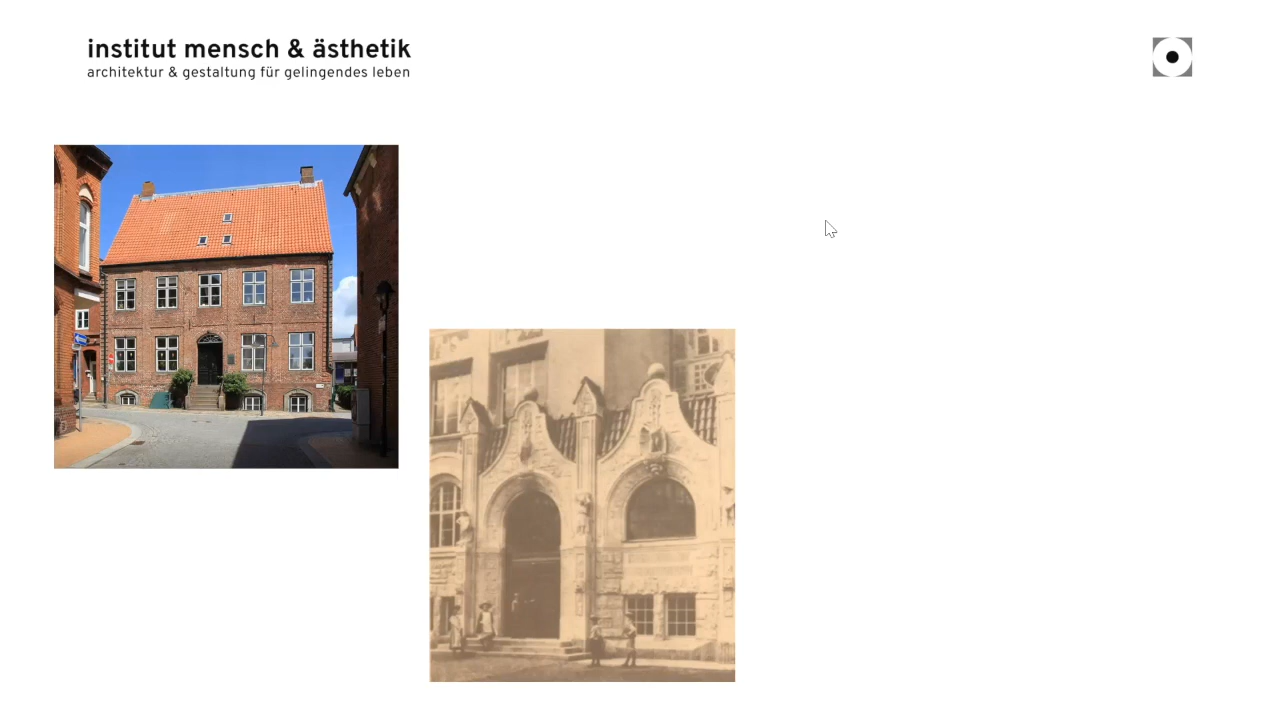 institut mensch & ästhetik
architektur & gestaltung für gelingendes leben